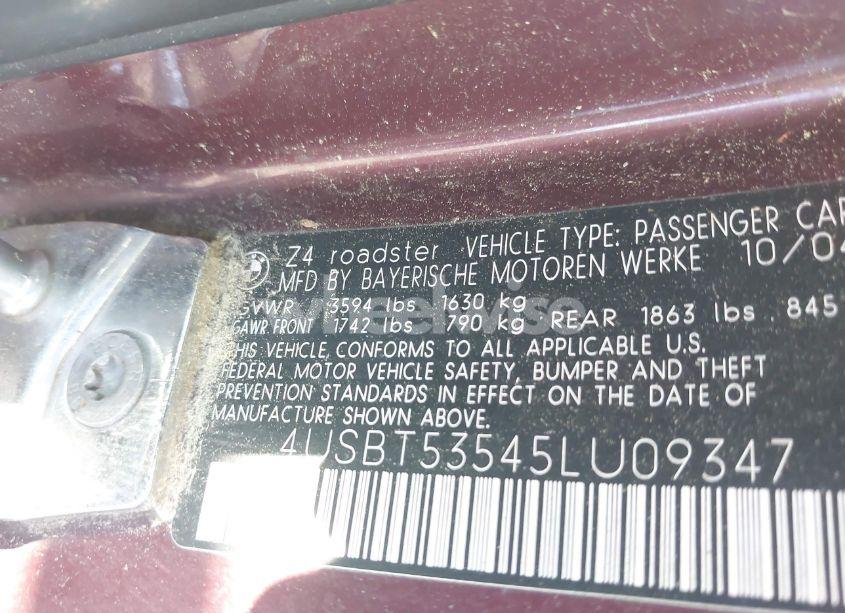 Z4 roadster VEHICLE TYPE: PASSENGER CAR 10/04
MFD BY BAYERISCHE MOTOREN WERKE
GVWR 3594 lbs 1630 kg
GAWR FRONT 1742 lbs 790 kg REAR 1863 lbs 845
THIS VEHICLE CONFORMS TO ALL APPLICABLE U.S.
FEDERAL MOTOR VEHICLE SAFETY, BUMPER AND THEFT
PREVENTION STANDARDS IN EFFECT ON THE DATE OF
MANUFACTURE SHOWN ABOVE.
4USBT53545LU09347